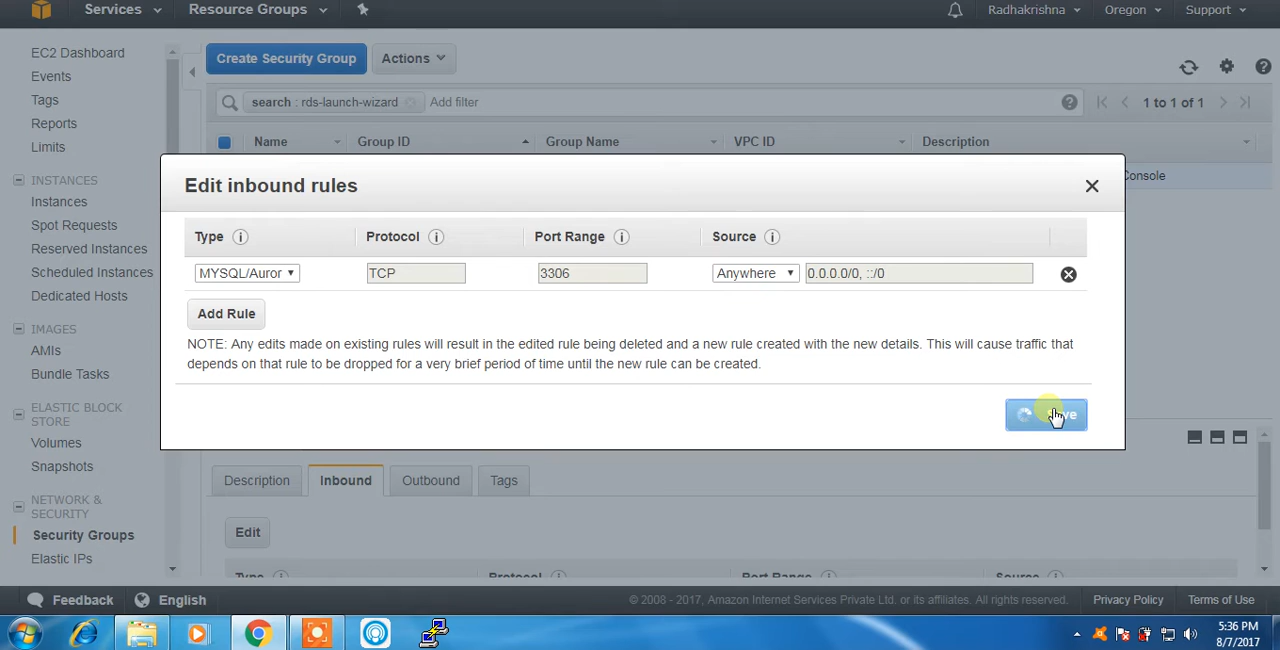 Services
Resource Groups
Radhakrishna
Oregon
Support
EC2 Dashboard
Events
Tags
Reports
Limits
INSTANCES
Instances
Spot Requests
Reserved Instances
Scheduled Instances
Dedicated Hosts
IMAGES
AMIs
Bundle Tasks
ELASTIC BLOCK
STORE
Volumes
Snapshots
NETWORK &
SECURITY
Security Groups
Elastic IPs
Create Security Group
Actions
search : rds-launch-wizard
Add filter
1 to 1 of 1
Name
Group ID
Group Name
VPC ID
Description
Console
Edit inbound rules
Type
Protocol
Port Range
Source
MYSQL/Auror
TCP
3306
Anywhere
0.0.0.0/0, ::/0
Add Rule
NOTE: Any edits made on existing rules will result in the edited rule being deleted and a new rule created with the new details. This will cause traffic that
depends on that rule to be dropped for a very brief period of time until the new rule can be created.
Save
Description
Inbound
Outbound
Tags
Edit
Type
Protocol
Port Range
Source
Feedback
English
© 2008 - 2017, Amazon Internet Services Private Ltd. or its affiliates. All rights reserved.
Privacy Policy
Terms of Use
5:36 PM
8/7/2017